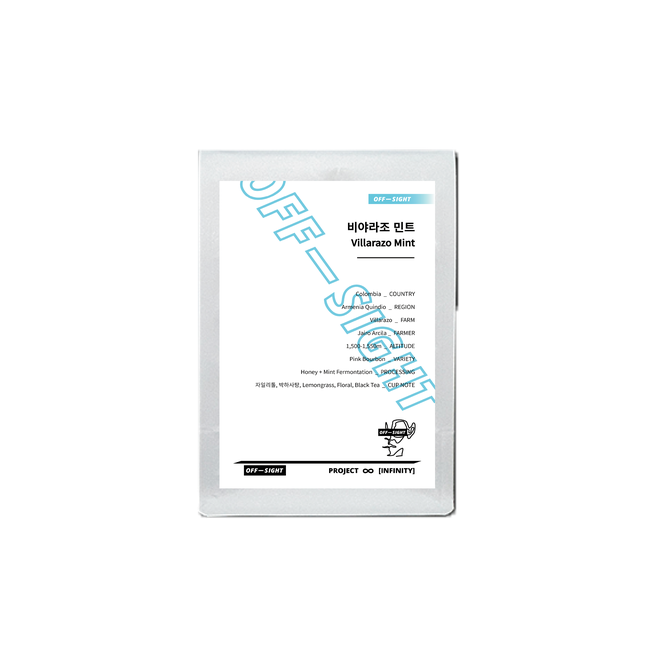 OFF—SIGHT
OFF—SIGHT
비야라조 민트
Villarazo Mint
Colombia _ COUNTRY
Armenia Quindio _ REGION
Villarazo _ FARM
Jairo Arcila _ FARMER
1,500-1,550m _ ALTITUDE
Pink Bourbon _ VARIETY
Honey + Mint Fermontation _ PROCESSING
자일리톨, 박하사탕, Lemongrass, Floral, Black Tea _ CUP NOTE
OFF—SIGHT
OFF—SIGHT
PROJECT ∞ [INFINITY]